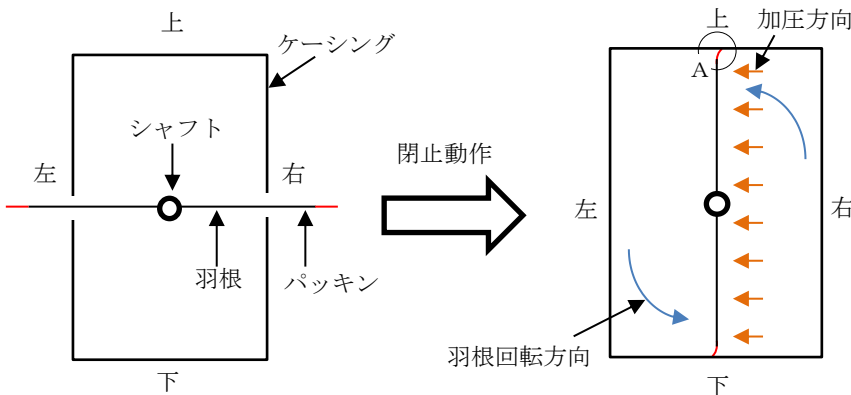 上
ケーシング
シャフト
左
右
羽根
パッキン
下
閉止動作
上
加圧方向
A
左
右
羽根回転方向
下